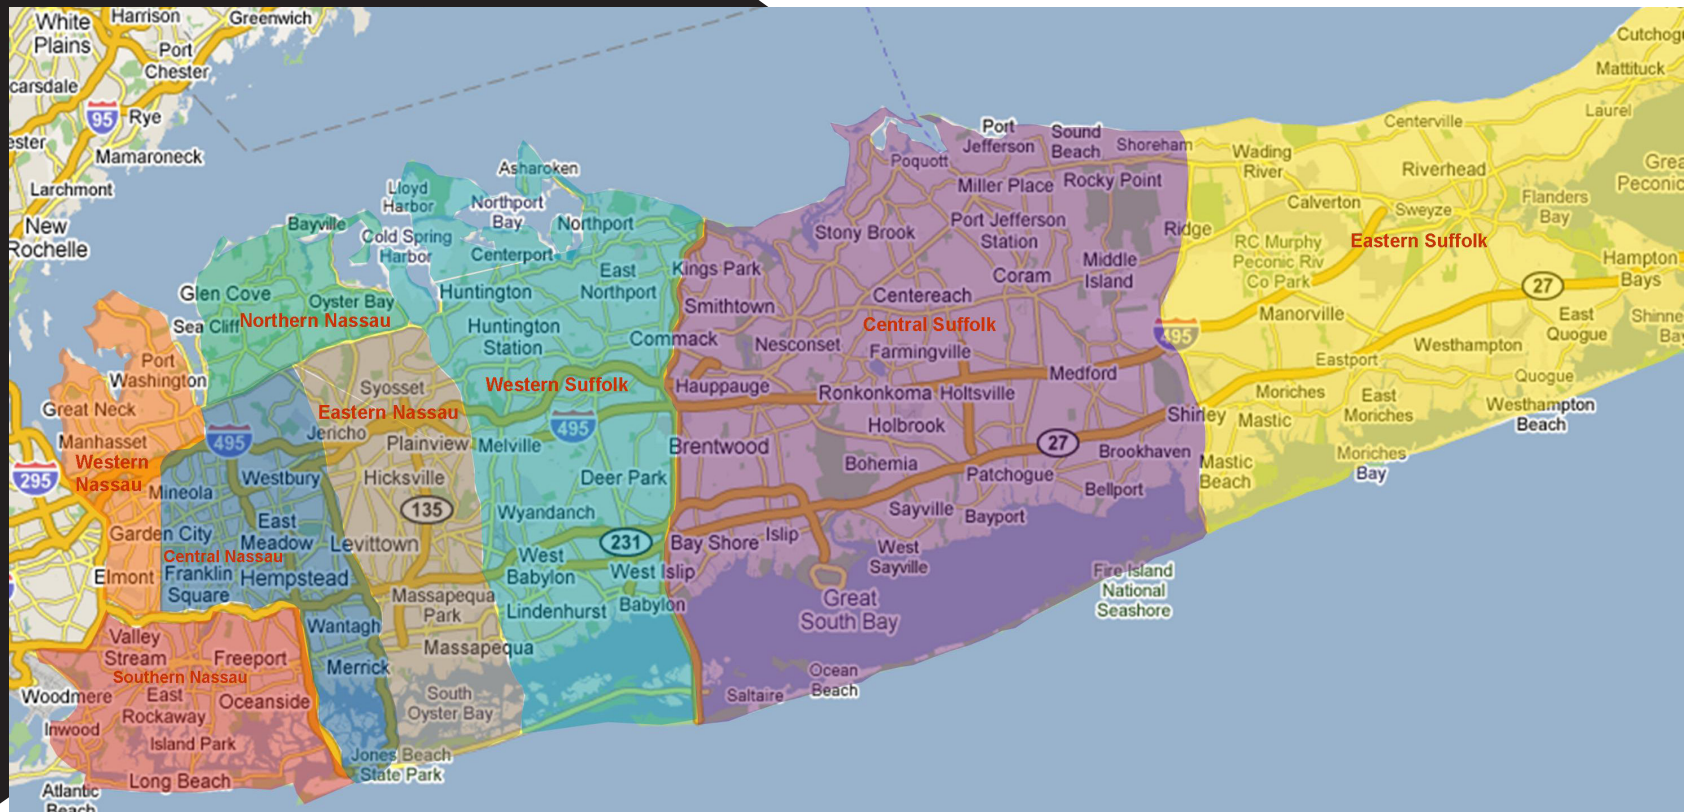 White
Plains
Harrison
Greenwich
Port
Chester
carsdale
95
Rye
ester
Mamaroneck
Larchmont
New
Rochelle
Cutchog
Mattituck
Laurel
Centerville
Port
Jefferson
Sound
Beach
Shoreham
Poquott
Wading
River
Riverhead
Grea
Peconic
Asharoken
Lloyd
Harbor
Northport
Bay
Northport
Miller Place
Rocky Point
Calverton
Sweyze
Flanders
Bay
Bayville
Cold Spring
Harbor
Centerport
Stony Brook
Port Jefferson
Station
Ridge
RC Murphy
Peconic Riv
Co Park
Eastern Suffolk
East
Northport
Kings Park
Coram
Middle
Island
Hampton
Bays
27
Glen Cove
Oyster Bay
Huntington
Smithtown
Centereach
Manorville
Sea Cliff
Northern Nassau
Huntington
Station
Commack
Central Suffolk
495
East
Quogue
Shinne
Bay
Nesconset
Farmingville
Westhampton
Port
Washington
Syosset
Western Suffolk
Hauppauge
Ronkonkoma
Holtsville
Medford
Eastport
Quogue
Great Neck
Eastern Nassau
Moriches
East
Moriches
Westhampton
Beach
Manhasset
495
Jericho
Plainview
495
Melville
Brentwood
Holbrook
27
Shirley
Mastic
Western
Nassau
295
Westbury
Hicksville
Deer Park
Bohemia
Patchogue
Brookhaven
Mastic
Beach
Moriches
Bay
Mineola
135
Wyandanch
Sayville
Bayport
Bellport
Garden City
East
Meadow
Levittown
231
Bay Shore
Islip
West
Sayville
Central Nassau
Elmont
Franklin
Square
Hempstead
West
Babylon
West Islip
Fire Island
National
Seashore
Massapequa
Park
Lindenhurst
Babylon
Great
South Bay
Valley
Stream
Freeport
Wantagh
Massapequa
Southern Nassau
Merrick
Woodmere
East
Rockaway
Oceanside
South
Oyster Bay
Saltaire
Ocean
Beach
Inwood
Island Park
Long Beach
Jones Beach
State Park
Atlantic
Beach